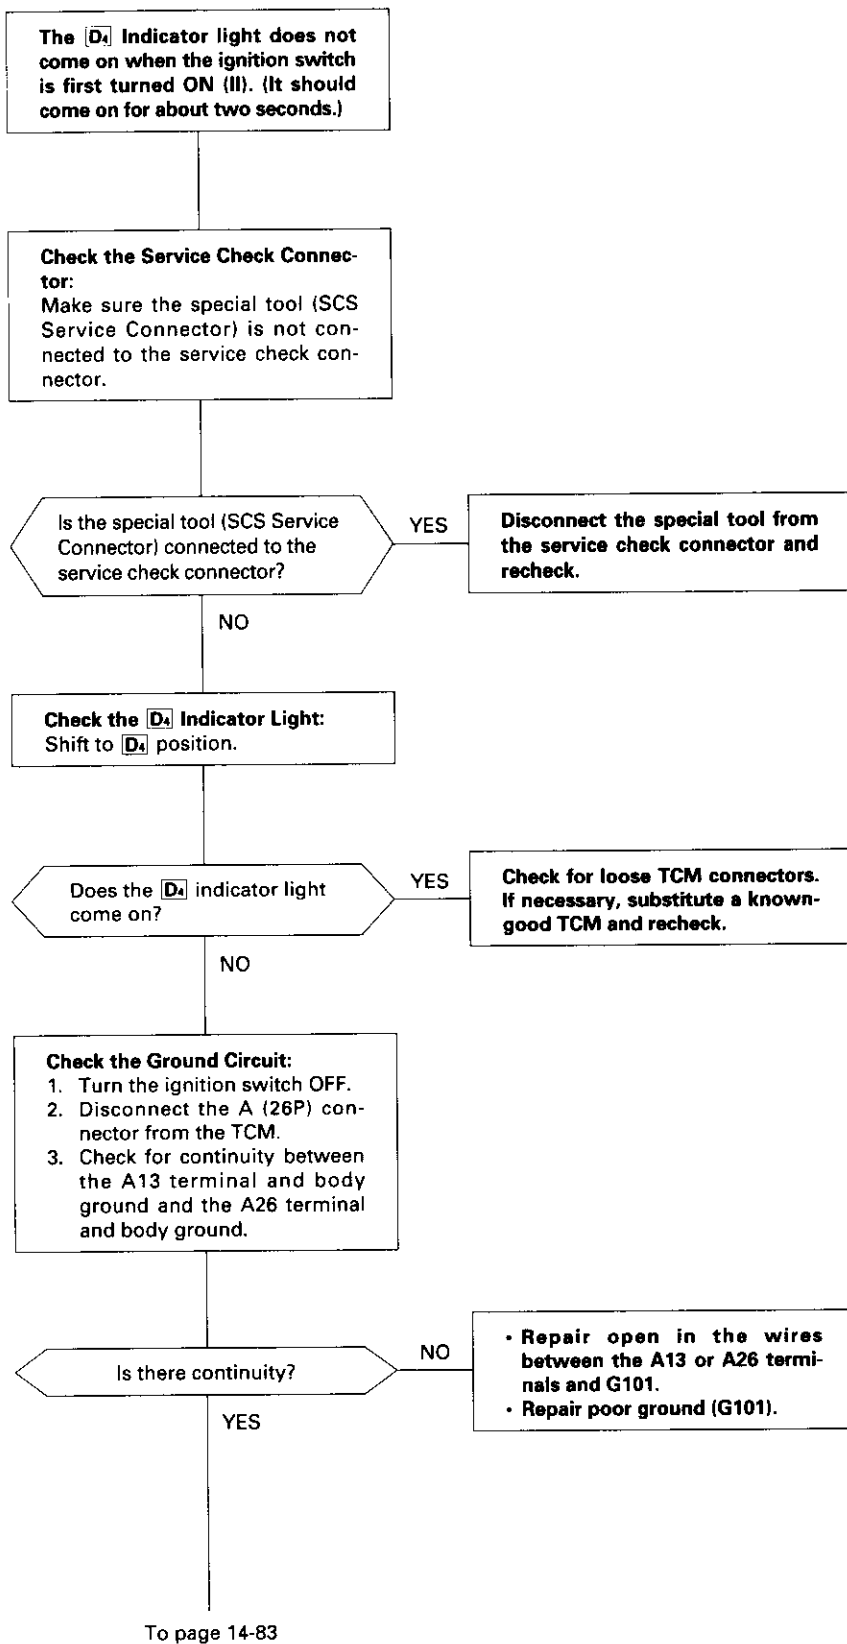 The D4 Indicator light does not
come on when the ignition switch
is first turned ON (II). (It should
come on for about two seconds.)
Check the Service Check Connec-
tor:
Make sure the special tool (SCS
Service Connector) is not con-
nected to the service check con-
nector.
Is the special tool (SCS Service
Connector) connected to the
service check connector?
YES
Disconnect the special tool from
the service check connector and
recheck.
NO
Check the D4 Indicator Light:
Shift to D4 position.
Does the D4 indicator light
come on?
YES
Check for loose TCM connectors.
If necessary, substitute a known-
good TCM and recheck.
NO
Check the Ground Circuit:
1. Turn the ignition switch OFF.
2. Disconnect the A (26P) con-
nector from the TCM.
3. Check for continuity between
the A13 terminal and body
ground and the A26 terminal
and body ground.
Is there continuity?
NO
• Repair open in the wires
between the A13 or A26 termi-
nals and G101.
• Repair poor ground (G101).
YES
To page 14-83